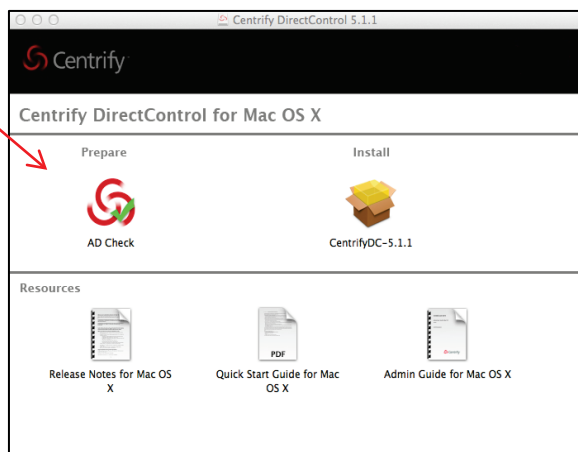 Centrify DirectControl 5.1.1
Centrify
Centrify DirectControl for Mac OS X
Prepare
Install
AD Check
CentrifyDC-5.1.1
Resources
PDF
Release Notes for Mac OS
X
Quick Start Guide for Mac
OS X
Admin Guide for Mac OS X